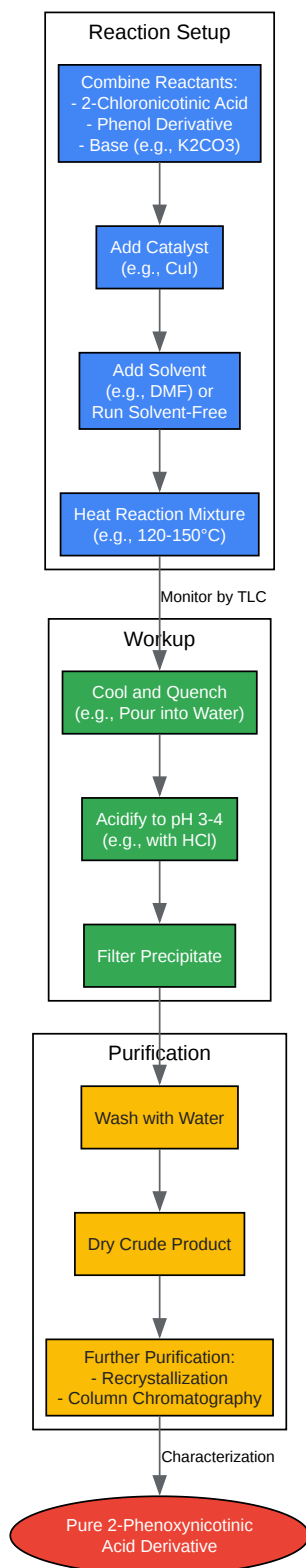 Reaction Setup
Combine Reactants:
- 2-Chloronicotinic Acid
- Phenol Derivative
- Base (e.g., K2CO3)
Add Catalyst
(e.g., CuI)
Add Solvent
(e.g., DMF) or
Run Solvent-Free
Heat Reaction Mixture
(e.g., 120-150°C)
Monitor by TLC
Workup
Cool and Quench
(e.g., Pour into Water)
Acidify to pH 3-4
(e.g., with HCl)
Filter Precipitate
Purification
Wash with Water
Dry Crude Product
Further Purification:
- Recrystallization
- Column Chromatography
Characterization
Pure 2-Phenoxynicotinic
Acid Derivative